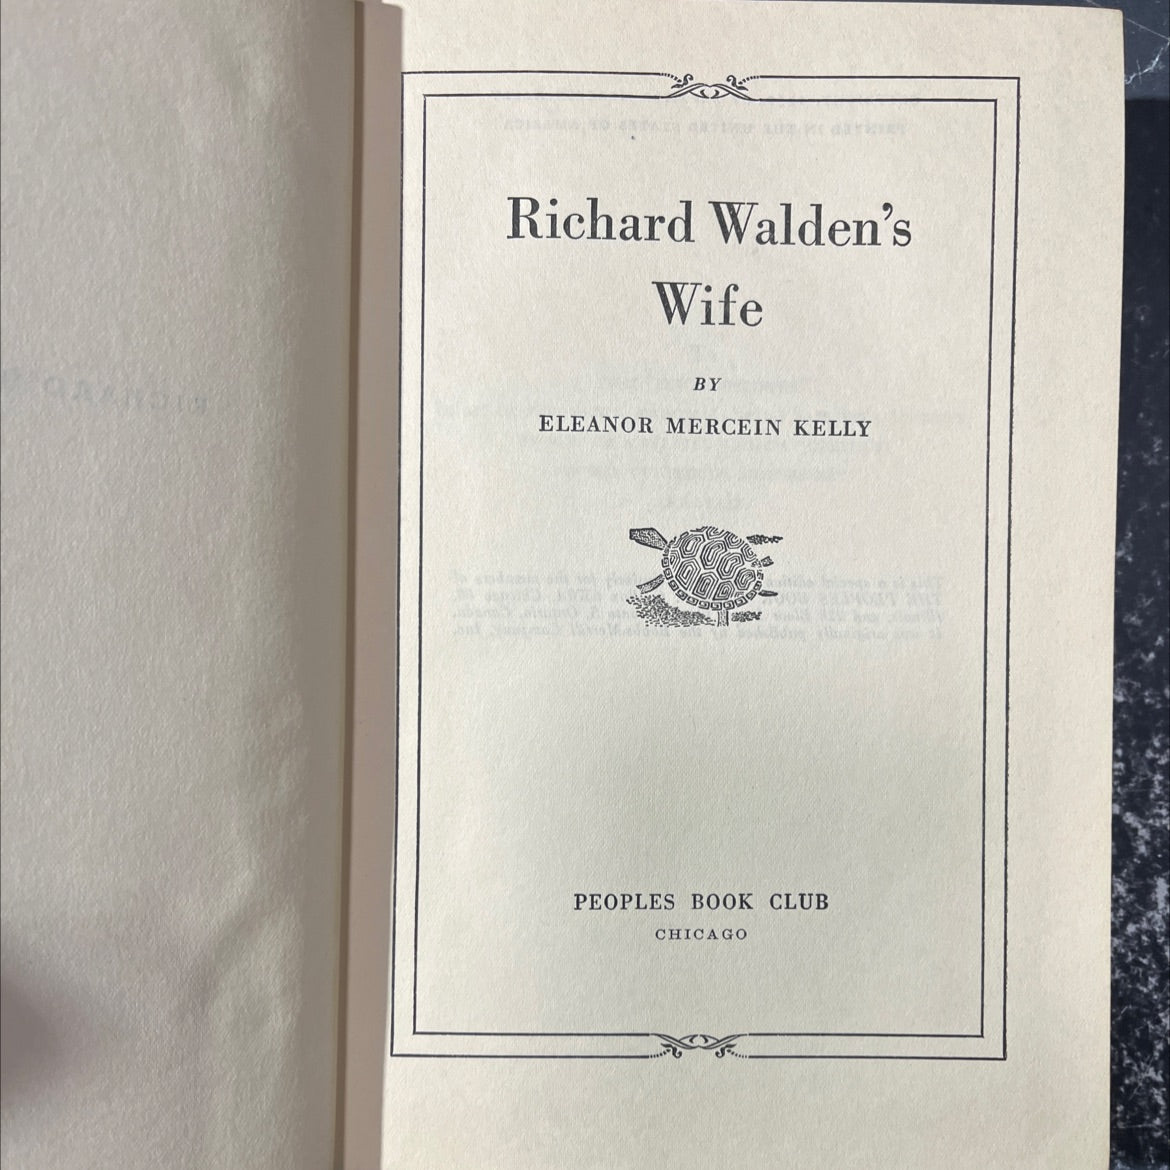 Richard Walden's
Wife
BY
ELEANOR MERCEIN KELLY
PEOPLES BOOK CLUB
CHICAGO